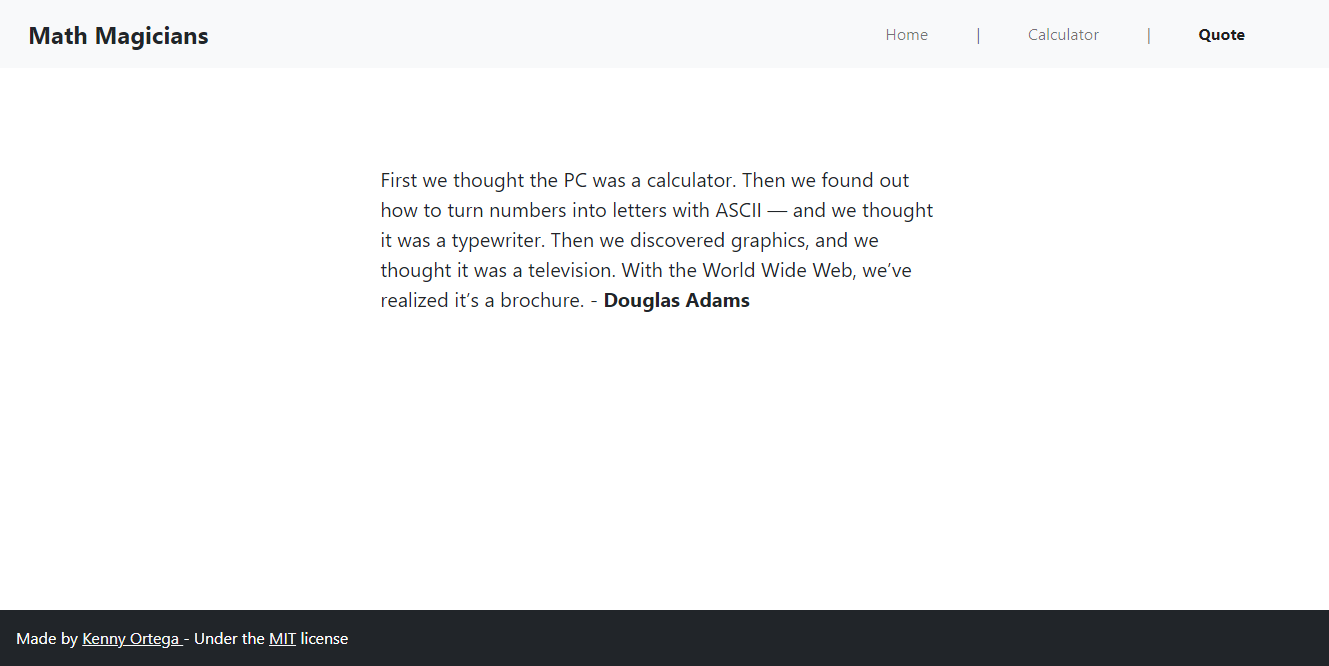 Math Magicians
Home | Calculator | Quote
First we thought the PC was a calculator. Then we found out
how to turn numbers into letters with ASCII — and we thought
it was a typewriter. Then we discovered graphics, and we
thought it was a television. With the World Wide Web, we’ve
realized it’s a brochure. - Douglas Adams
Made by Kenny Ortega - Under the MIT license